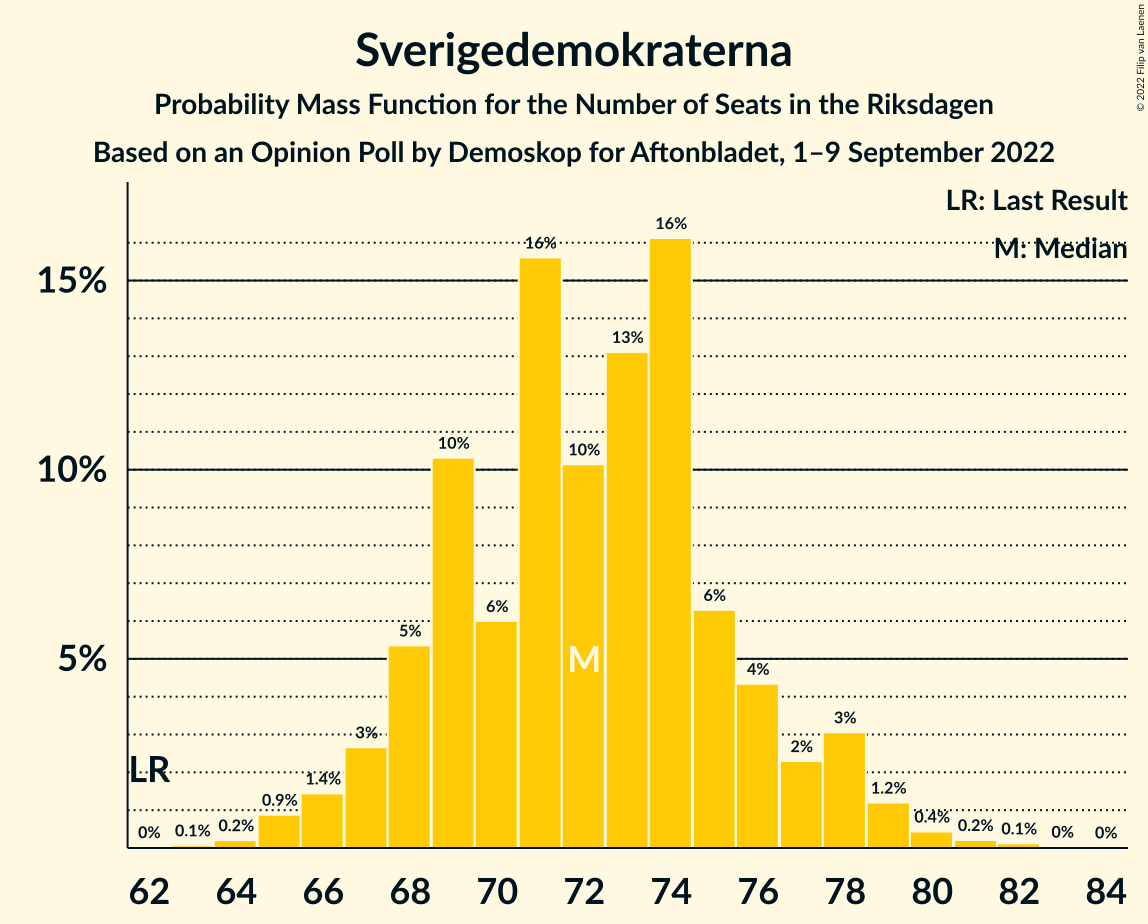 Sverigedemokraterna
Probability Mass Function for the Number of Seats in the Riksdagen
Based on an Opinion Poll by Demoskop for Aftonbladet, 1–9 September 2022
© 2022 Filip van Laenen
LR: Last Result
M: Median
15%
10%
5%
0%
0.1%
0.2%
0.9%
1.4%
3%
5%
10%
6%
16%
10%
13%
16%
6%
4%
2%
3%
1.2%
0.4%
0.2%
0.1%
0%
0%
LR
M
62 64 66 68 70 72 74 76 78 80 82 84